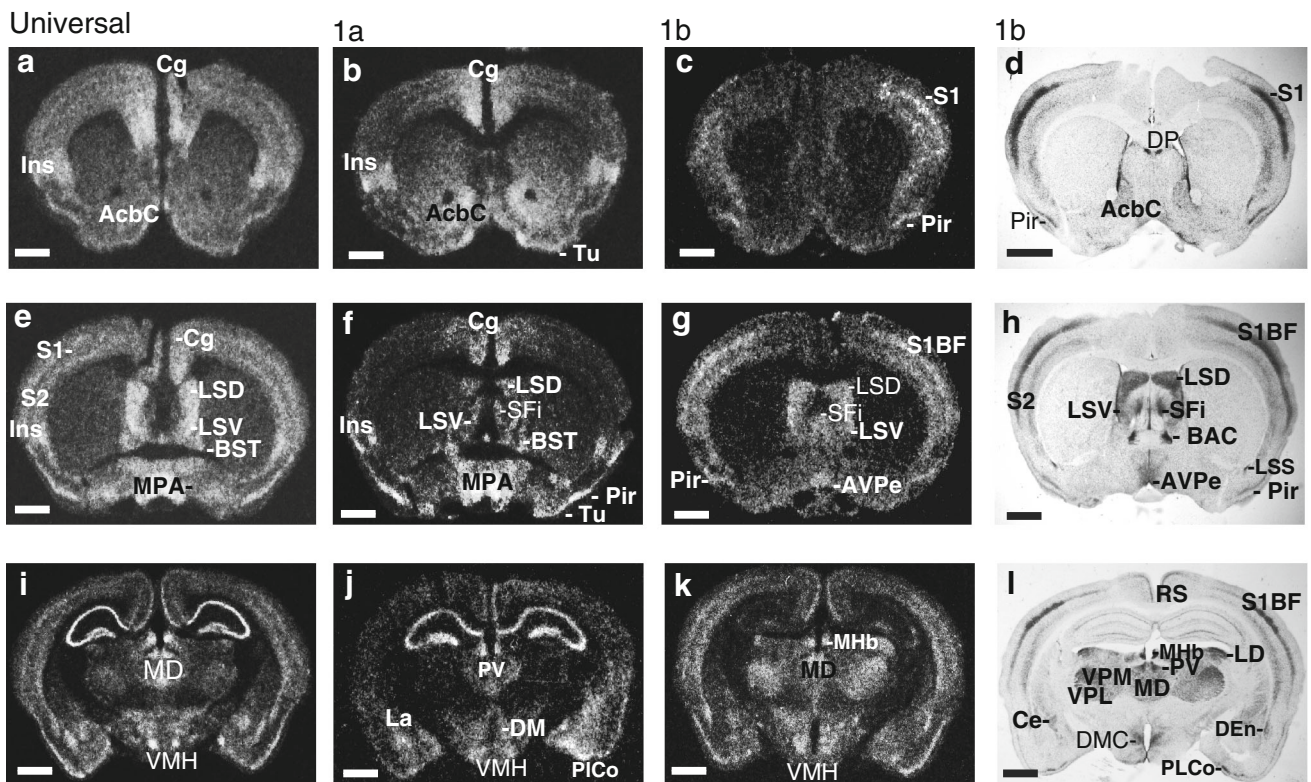 Universal
1a
1b
1b
a
Cg
Ins
AcbC
b
Cg
Ins
AcbC
- Tu
c
-S1
- Pir
d
-S1
DP
AcbC
Pir-
e
S1-
-Cg
S2
-LSD
Ins
-LSV
-BST
MPA-
f
Cg
-LSD
LSV-
-SFi
Ins
-BST
MPA
- Pir
- Tu
g
S1BF
-LSD
-SFi
-LSV
Pir-
-AVPe
h
S1BF
-LSD
S2
LSV-
-SFi
- BAC
-LSS
-AVPe
- Pir
i
MD
VMH
j
PV
La
-DM
VMH
PlCo
k
-MHb
MD
VMH
l
RS
S1BF
-MHb
-LD
-PV
VPM
MD
VPL
Ce-
DEn-
DMC-
PLCo-